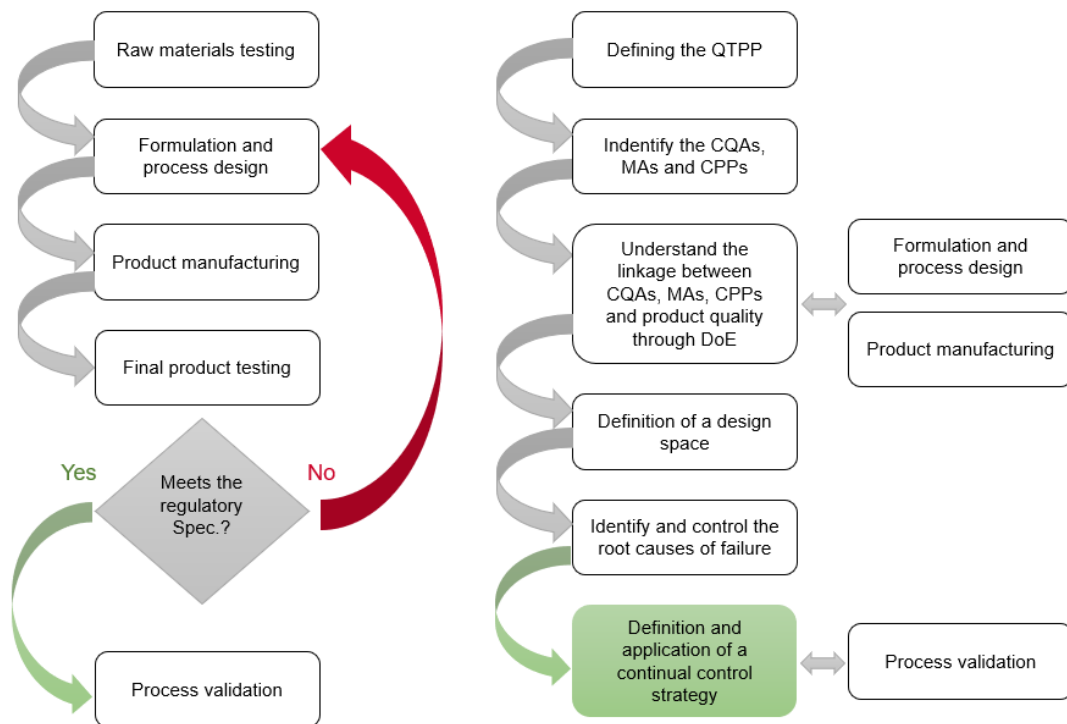 Raw materials testing
Formulation and
process design
Product manufacturing
Final product testing
Yes
No
Meets the
regulatory
Spec.?
Process validation
Defining the QTPP
Indentify the CQAs,
MAs and CPPs
Understand the
linkage between
CQAs, MAs, CPPs
and product quality
through DoE
Formulation and
process design
Product manufacturing
Definition of a design
space
Identify and control the
root causes of failure
Definition and
application of a
continual control
strategy
Process validation